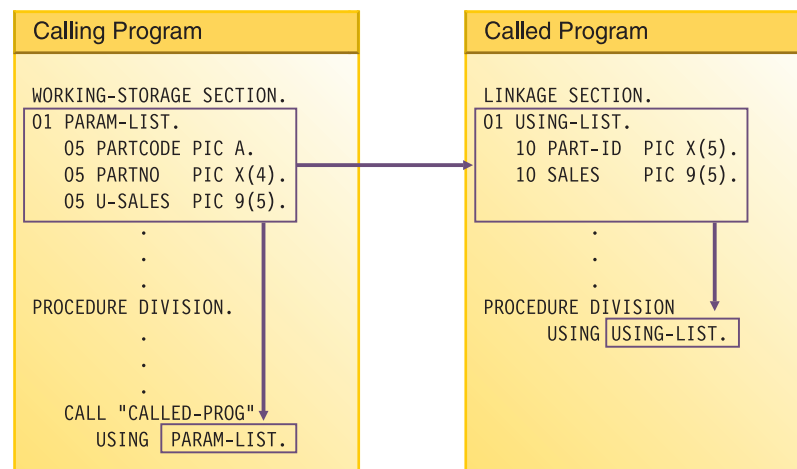 Calling Program
WORKING-STORAGE SECTION.
01 PARAM-LIST.
05 PARTCODE PIC A.
05 PARTNO PIC X(4).
05 U-SALES PIC 9(5).
.
.
.
PROCEDURE DIVISION.
.
.
.
CALL "CALLED-PROG"
USING PARAM-LIST.
Called Program
LINKAGE SECTION.
01 USING-LIST.
10 PART-ID PIC X(5).
10 SALES PIC 9(5).
.
.
.
PROCEDURE DIVISION
USING USING-LIST.